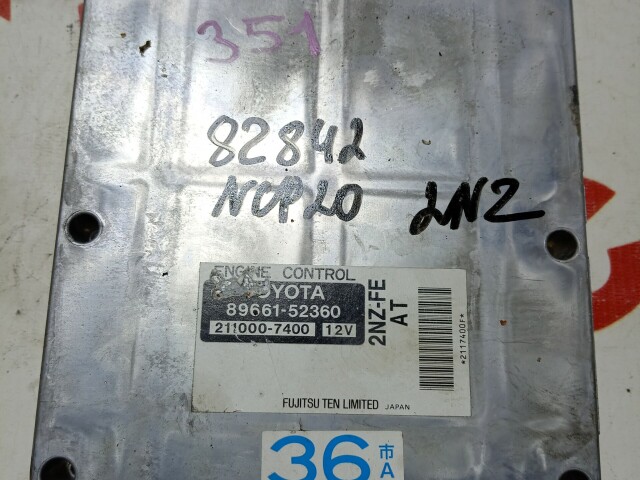 351
82842
NCP20 2NZ
ENGINE CONTROL
TOYOTA
89661-52360
211000-7400 12V
2NZ-FE
AT
*2117400F*
FUJITSU TEN LIMITED JAPAN
36 市
A